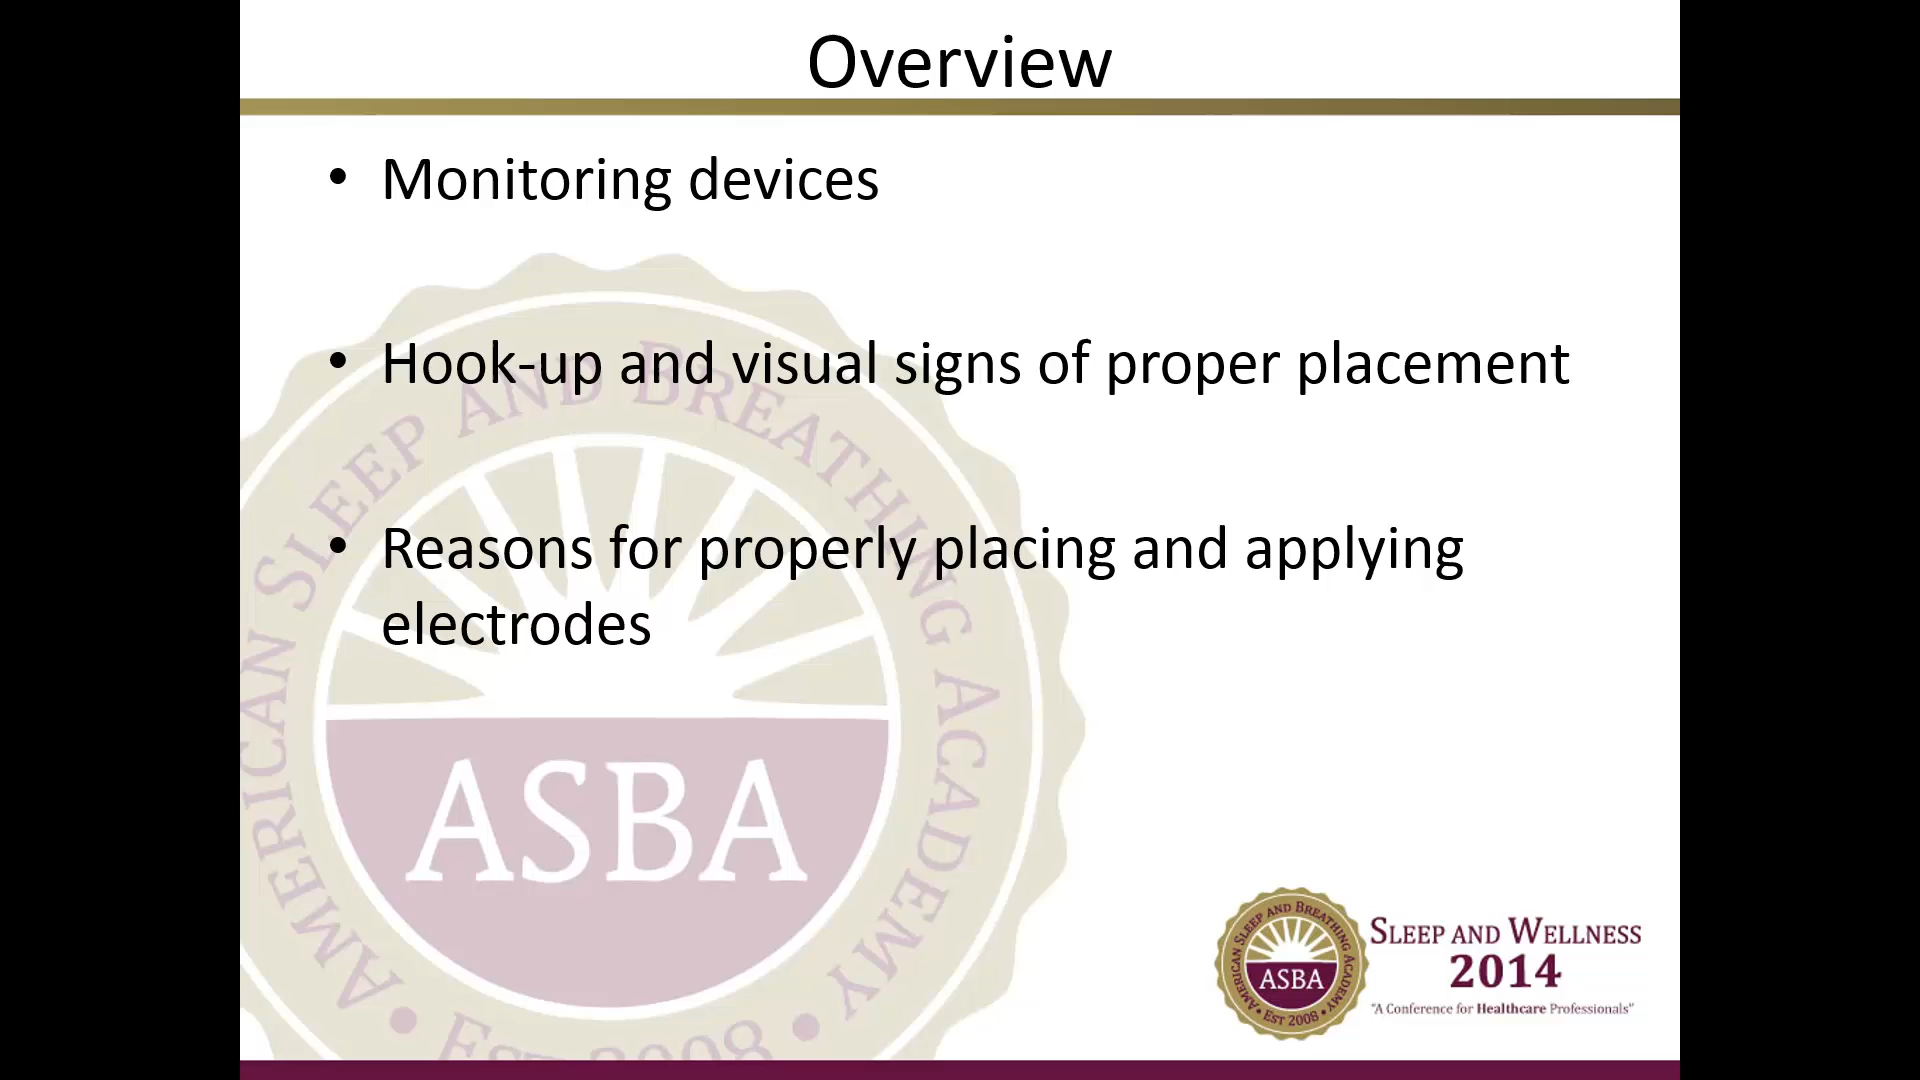 Overview
• Monitoring devices
• Hook-up and visual signs of proper placement
• Reasons for properly placing and applying
electrodes
AMERICAN SLEEP AND BREATHING ACADEMY
ASBA
• EST 2008 •
AMERICAN SLEEP AND BREATHING ACADEMY
ASBA
• EST 2008 •
SLEEP AND WELLNESS
2014
"A Conference for Healthcare Professionals"